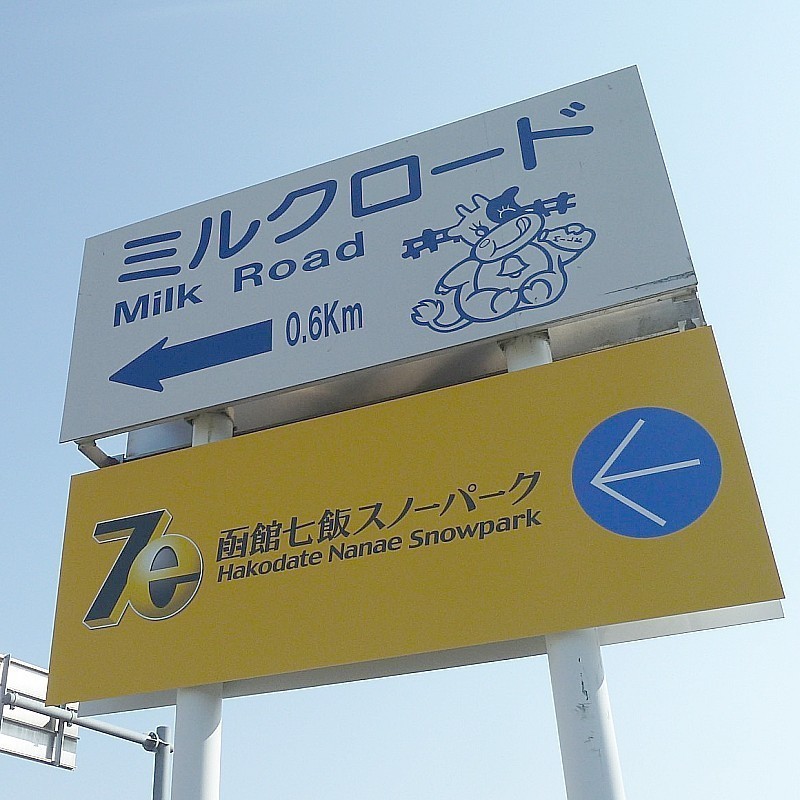 ミルクロード
Milk Road
0.6Km
7e
函館七飯スノーパーク
Hakodate Nanae Snowpark